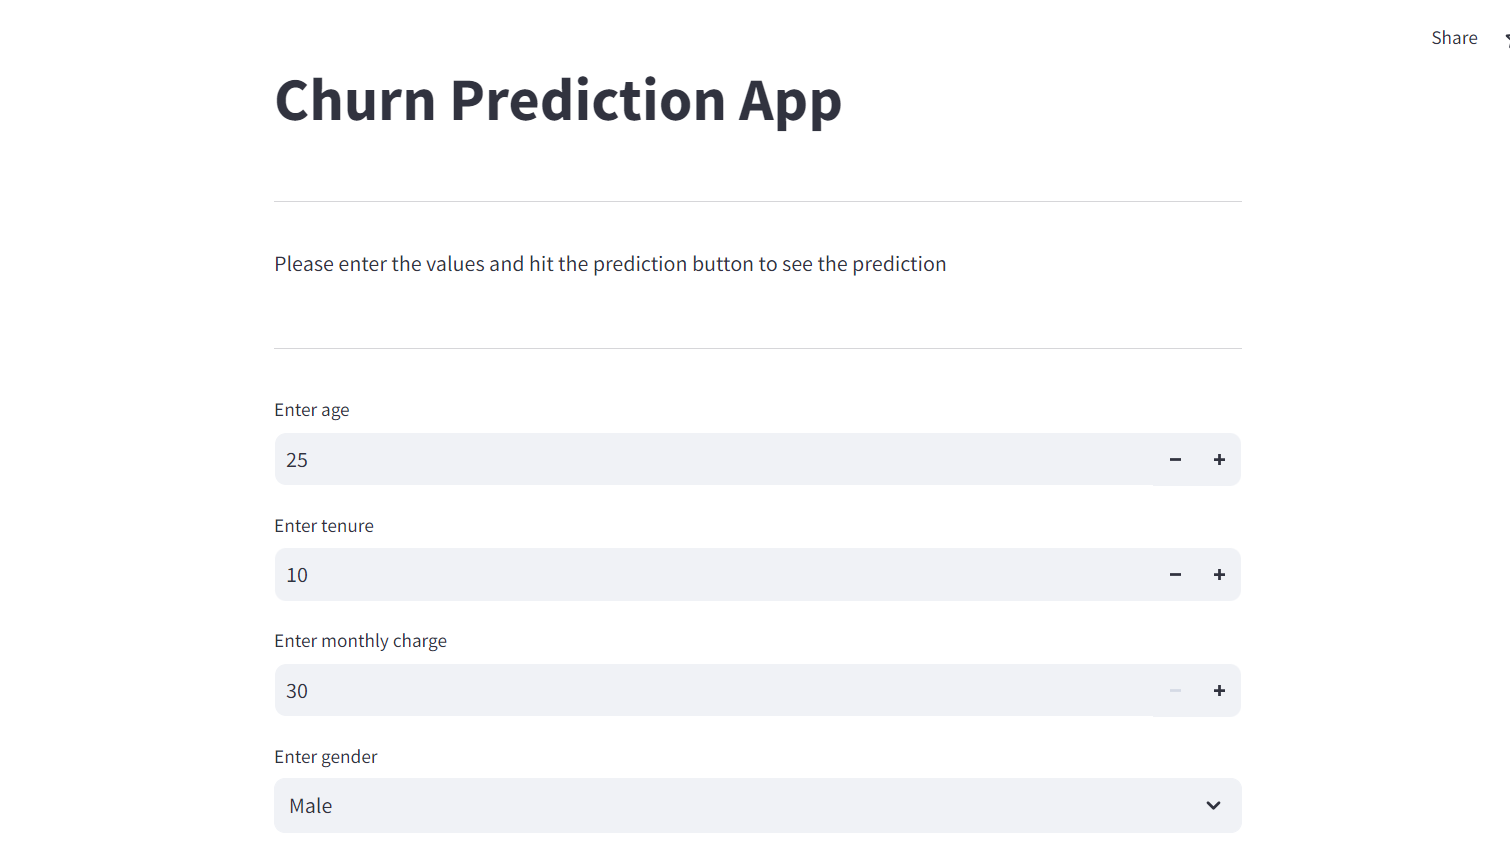 Share
Churn Prediction App
Please enter the values and hit the prediction button to see the prediction
Enter age
25
Enter tenure
10
Enter monthly charge
30
Enter gender
Male